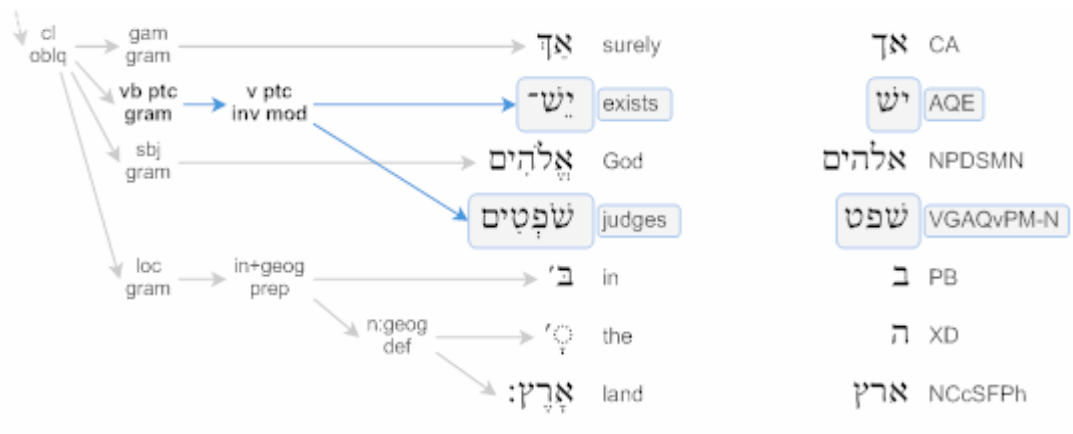 cl
oblq
gam
gram
אַךְ surely אך CA
vb ptc
gram
v ptc
inv mod
יֵשׁ־ exists ישׁ AQE
sbj
gram
אֱלֹהִים God אלהים NPDSMN
שֹׁפְטִים judges שׁפט VGAQvPM-N
loc
gram
in+geog
prep
בּ׳ in ב PB
n:geog
def
◌ָ׳ the ה XD
אָרֶץ׃ land ארץ NCcSFPh